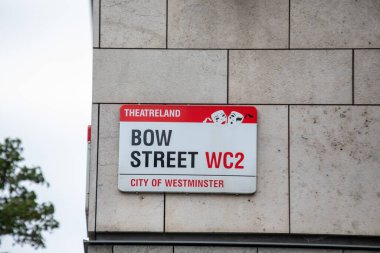 THEATRELAND
BOW
STREET WC2
CITY OF WESTMINSTER